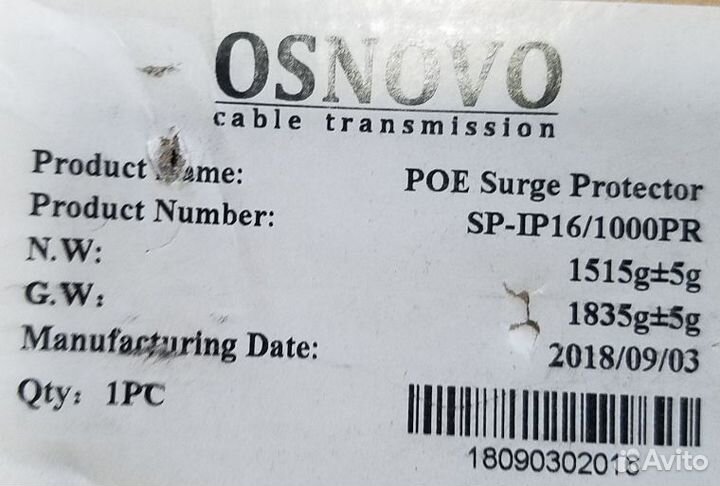 OSNOVO
cable transmission
Product Name: POE Surge Protector
Product Number: SP-IP16/1000PR
N.W: 1515g±5g
G.W: 1835g±5g
Manufacturing Date: 2018/09/03
Qty: 1PC
18090302016
Avito